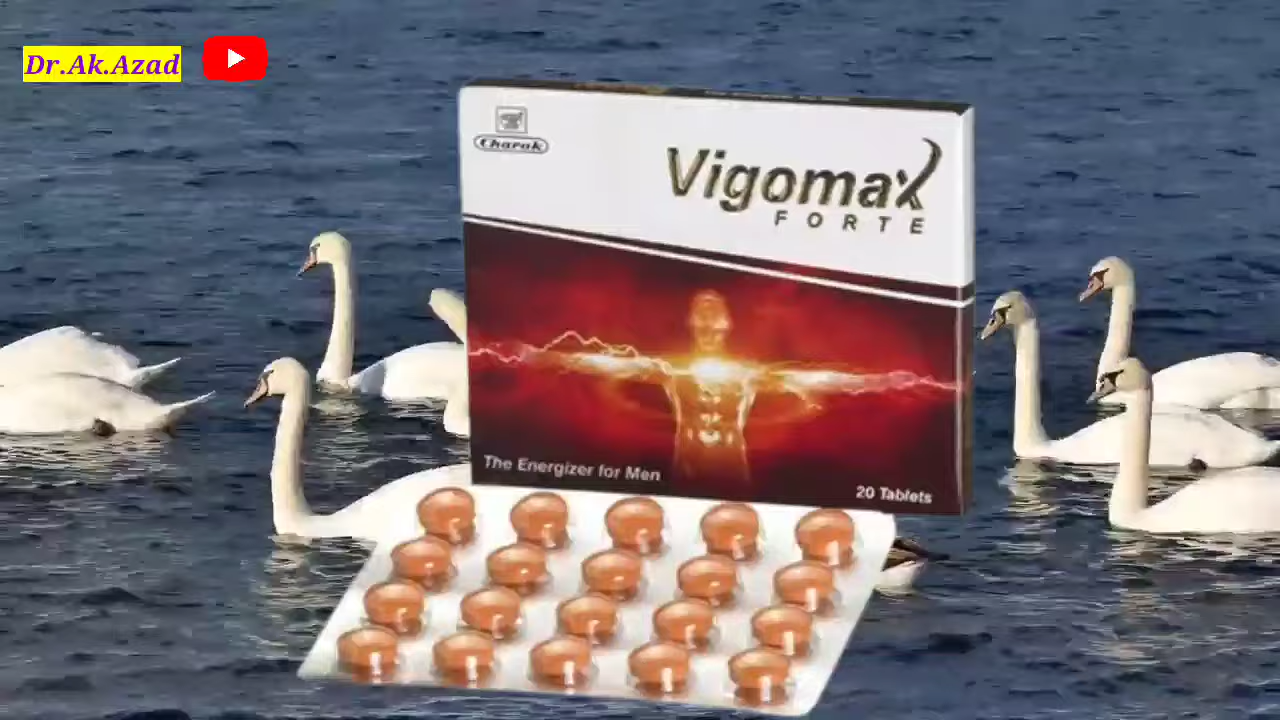 Dr.Ak.Azad
Charak
Vigomax
FORTE
The Energizer for Men
20 Tablets